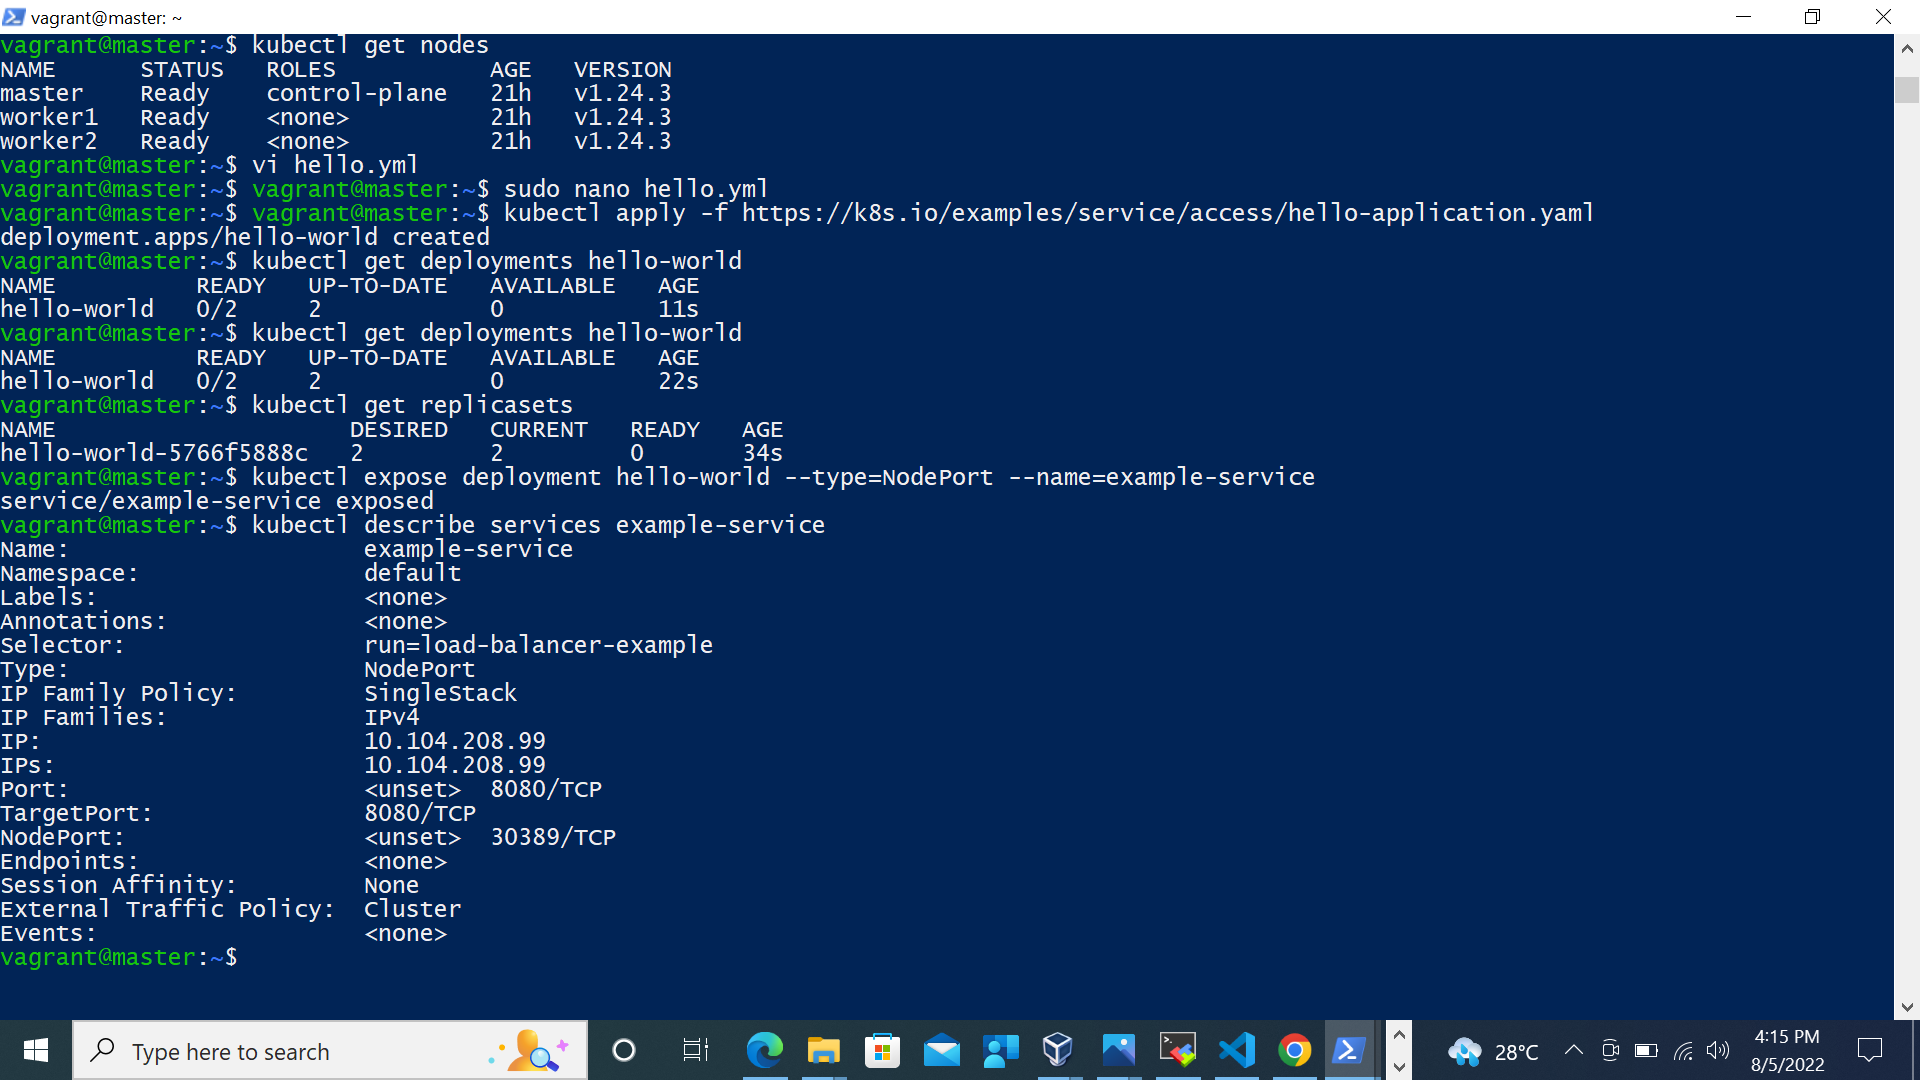 vagrant@master: ~
vagrant@master:~$ kubectl get nodes
NAME      STATUS   ROLES           AGE   VERSION
master    Ready    control-plane   21h   v1.24.3
worker1   Ready    <none>          21h   v1.24.3
worker2   Ready    <none>          21h   v1.24.3
vagrant@master:~$ vi hello.yml
vagrant@master:~$ vagrant@master:~$ sudo nano hello.yml
vagrant@master:~$ vagrant@master:~$ kubectl apply -f https://k8s.io/examples/service/access/hello-application.yaml
deployment.apps/hello-world created
vagrant@master:~$ kubectl get deployments hello-world
NAME          READY   UP-TO-DATE   AVAILABLE   AGE
hello-world   0/2     2            0           11s
vagrant@master:~$ kubectl get deployments hello-world
NAME          READY   UP-TO-DATE   AVAILABLE   AGE
hello-world   0/2     2            0           22s
vagrant@master:~$ kubectl get replicasets
NAME                     DESIRED   CURRENT   READY   AGE
hello-world-5766f5888c   2         2         0       34s
vagrant@master:~$ kubectl expose deployment hello-world --type=NodePort --name=example-service
service/example-service exposed
vagrant@master:~$ kubectl describe services example-service
Name:                     example-service
Namespace:                default
Labels:                   <none>
Annotations:              <none>
Selector:                 run=load-balancer-example
Type:                     NodePort
IP Family Policy:         SingleStack
IP Families:              IPv4
IP:                       10.104.208.99
IPs:                      10.104.208.99
Port:                     <unset>  8080/TCP
TargetPort:               8080/TCP
NodePort:                 <unset>  30389/TCP
Endpoints:                <none>
Session Affinity:         None
External Traffic Policy:  Cluster
Events:                   <none>
vagrant@master:~$
Type here to search
28°C
4:15 PM
8/5/2022